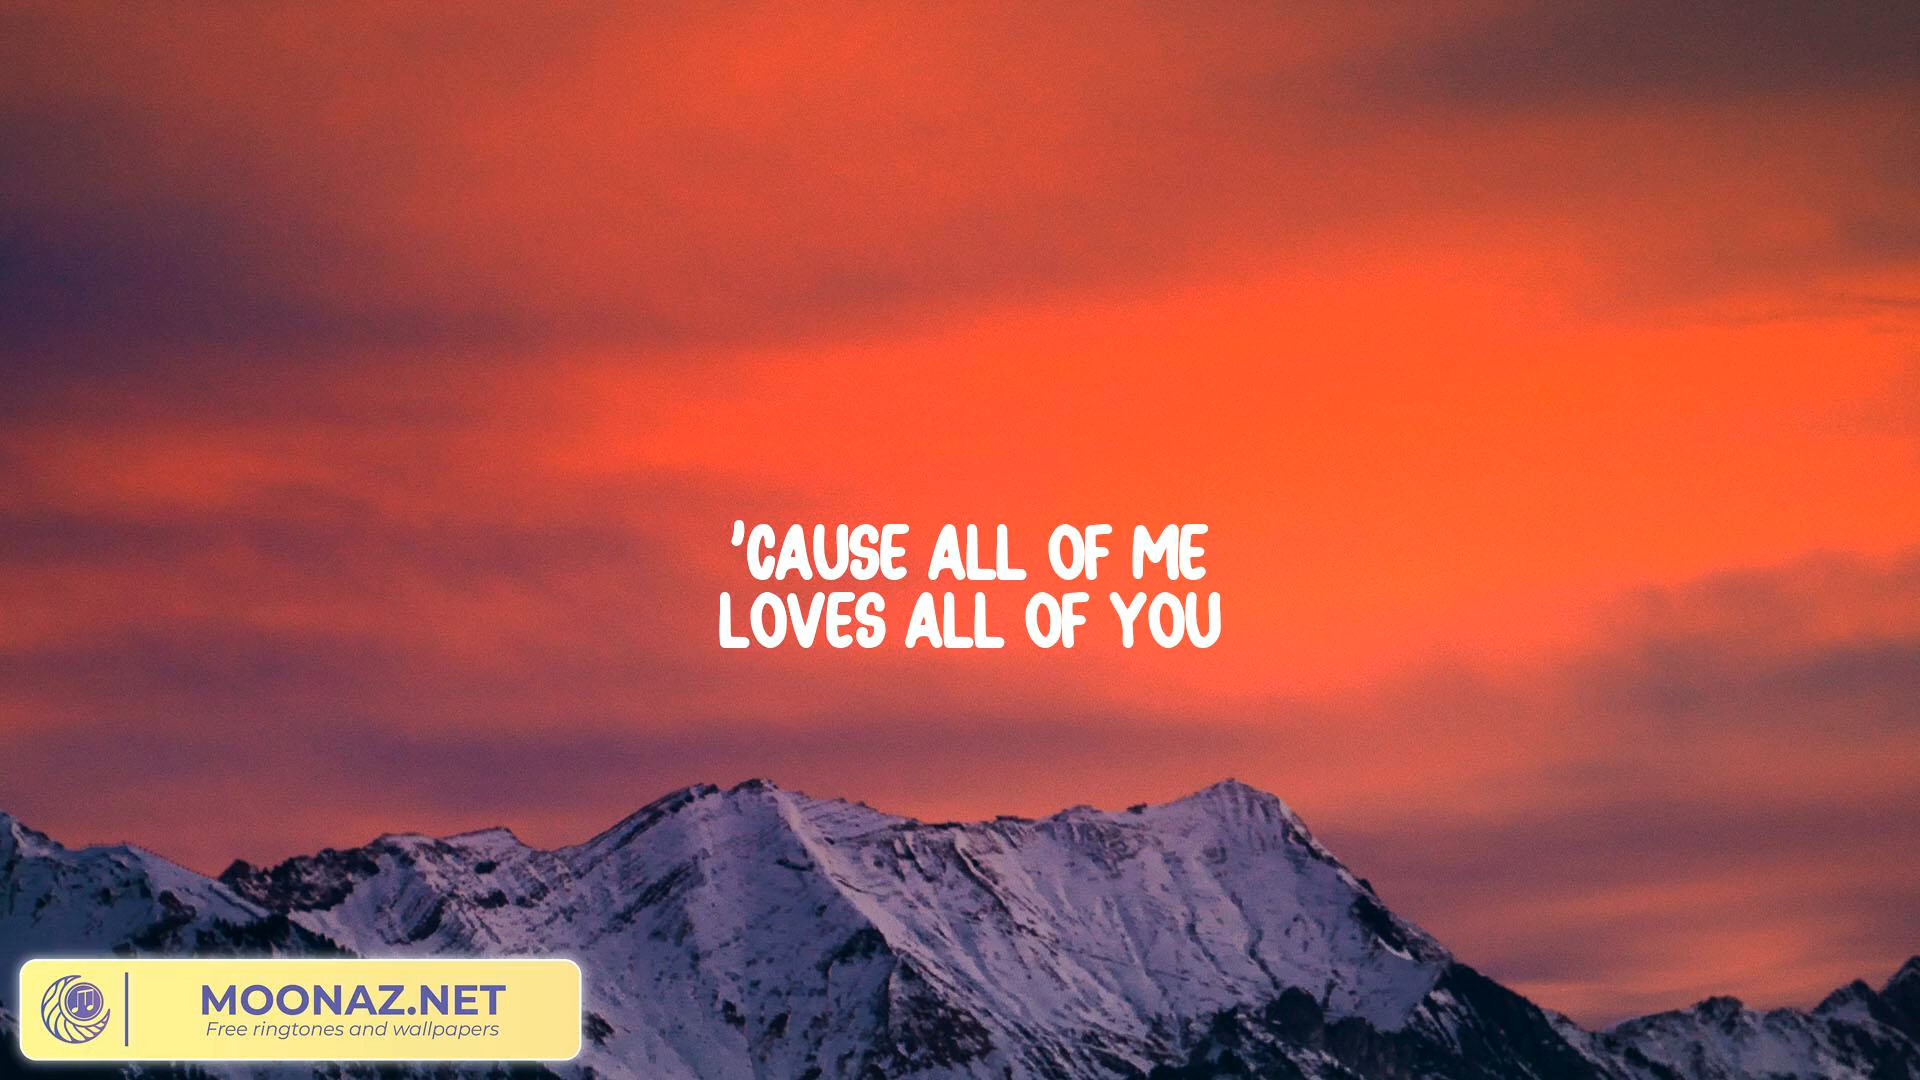 'CAUSE ALL OF ME
LOVES ALL OF YOU
MOONAZ.NET
Free ringtones and wallpapers